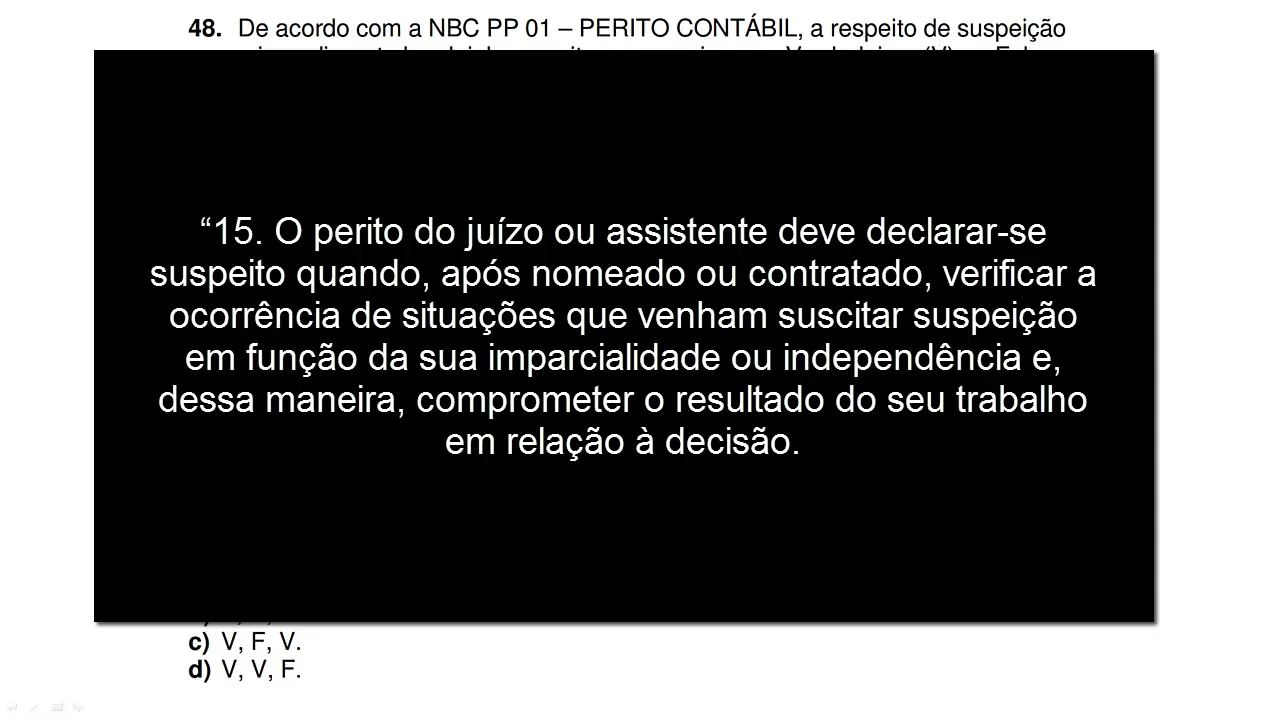 48. De acordo com a NBC PP 01 – PERITO CONTÁBIL, a respeito de suspeição
“15. O perito do juízo ou assistente deve declarar-se
suspeito quando, após nomeado ou contratado, verificar a
ocorrência de situações que venham suscitar suspeição
em função da sua imparcialidade ou independência e,
dessa maneira, comprometer o resultado do seu trabalho
em relação à decisão.
c) V, F, V.
d) V, V, F.